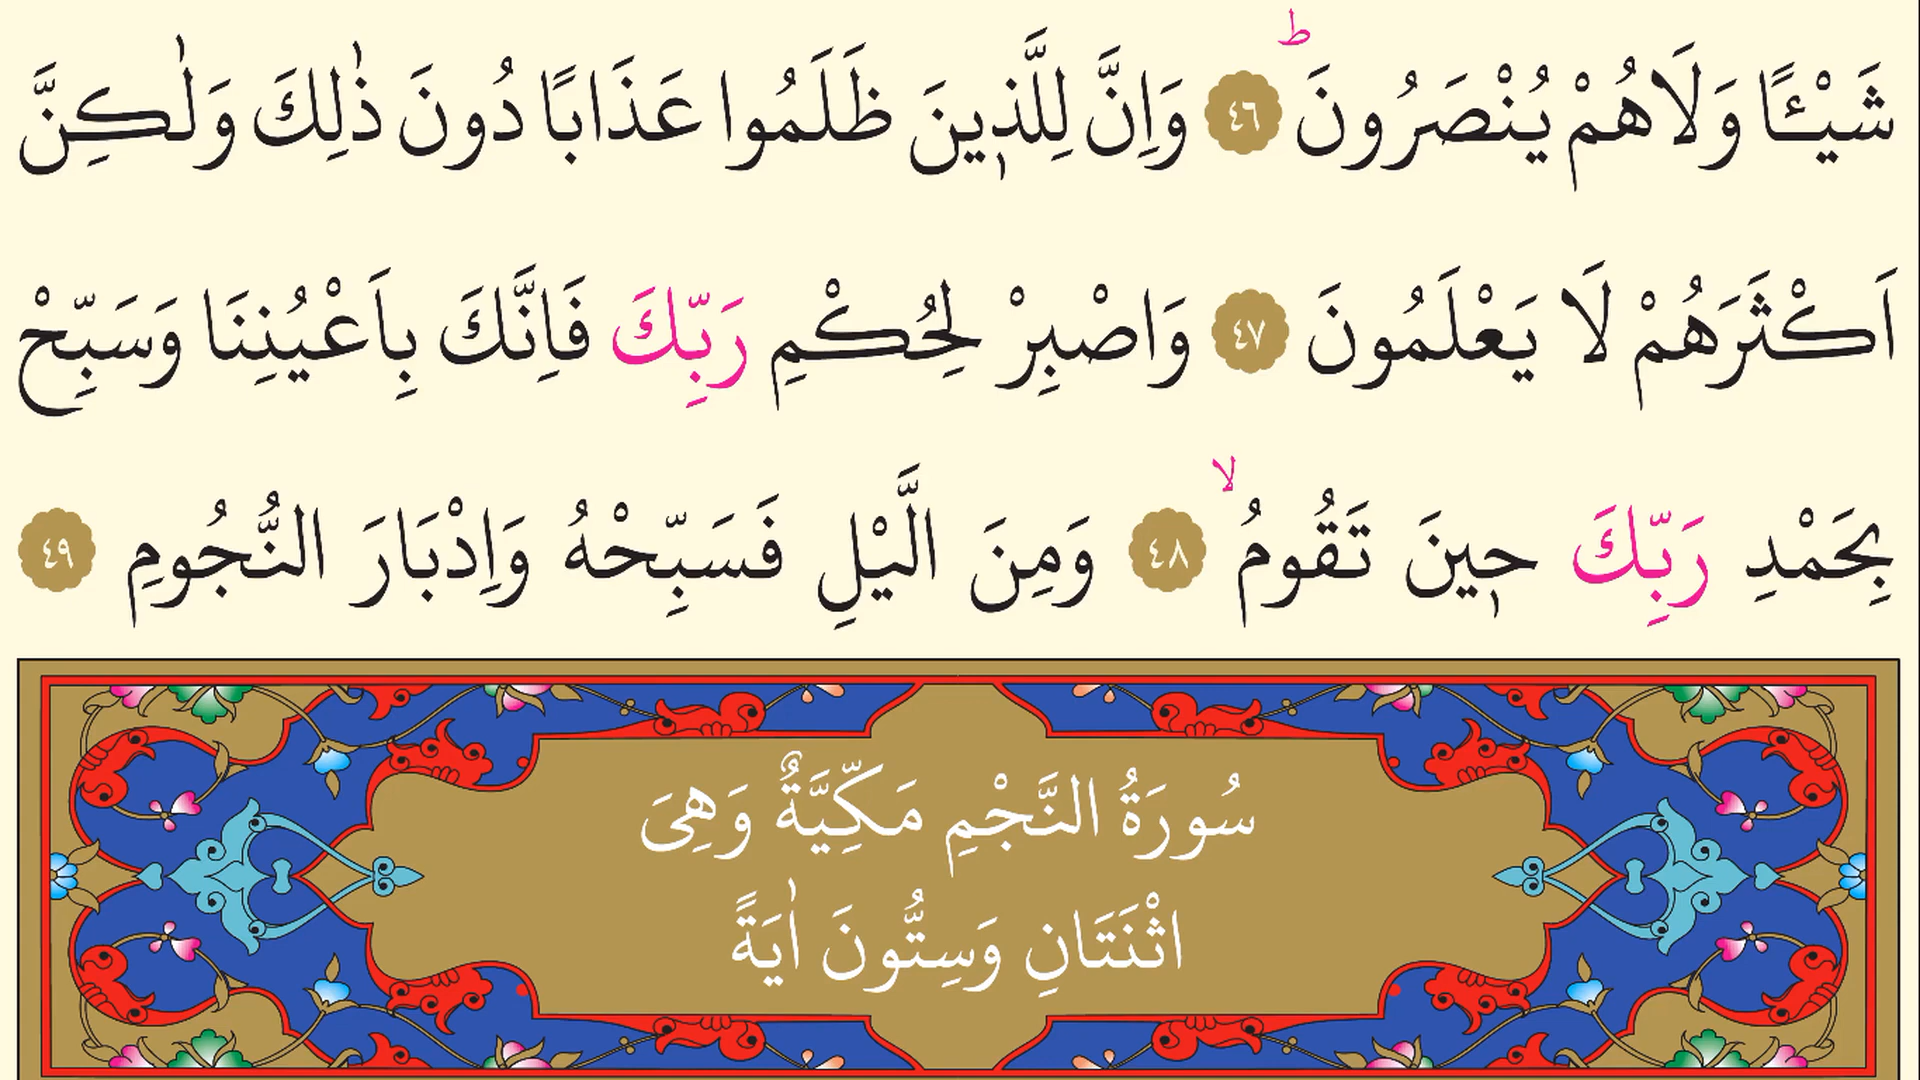 شَيْـًٔا وَلَا هُمْ يُنْصَرُونَ ۜط ٤٦ وَاِنَّ لِلَّذ۪ينَ ظَلَمُوا عَذَابًا دُونَ ذٰلِكَ وَلٰكِنَّ
اَكْثَرَهُمْ لَا يَعْلَمُونَ ٤٧ وَاصْبِرْ لِحُكْمِ رَبِّكَ فَاِنَّكَ بِاَعْيُنِنَا وَسَبِّحْ
بِحَمْدِ رَبِّكَ ح۪ينَ تَقُومُ لا ٤٨ وَمِنَ الَّيْلِ فَسَبِّحْهُ وَاِدْبَارَ النُّجُومِ ٤٩
سُورَةُ النَّجْمِ مَكِّيَّةٌ وَهِىَ
اثْنَتَانِ وَسِتُّونَ اٰيَةً